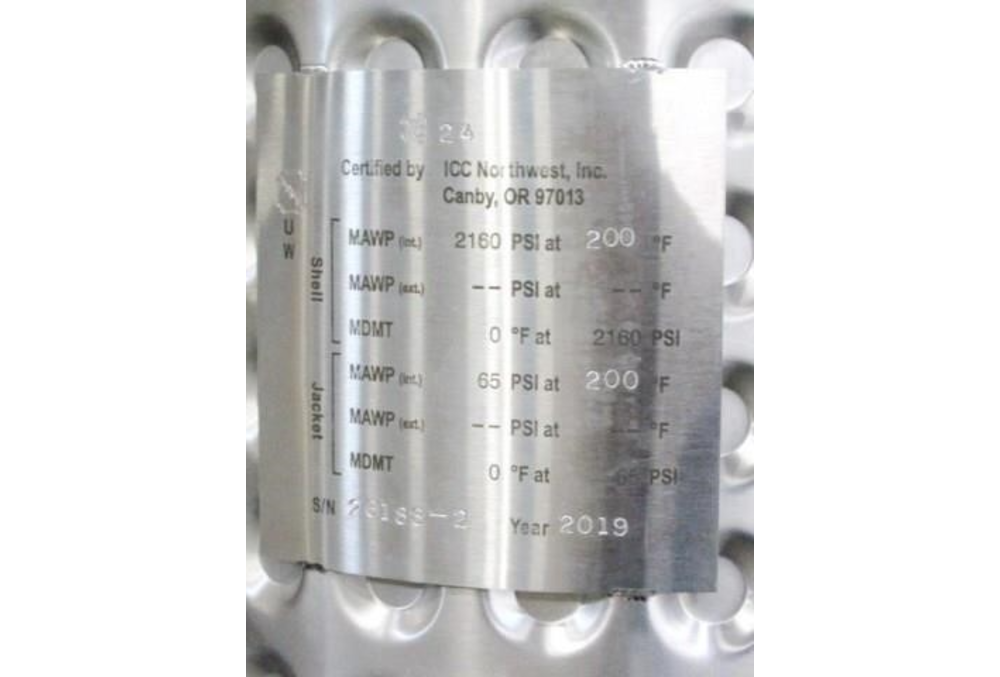 24
Certified by ICC Northwest, Inc.
Canby, OR 97013
U
W
Shell
MAWP (int.) 2160 PSI at 200 °F
MAWP (ext.) -- PSI at -- °F
MDMT 0 °F at 2160 PSI
Jacket
MAWP (int.) 65 PSI at 200 °F
MAWP (ext.) -- PSI at -- °F
MDMT 0 °F at 65 PSI
S/N Year 2019